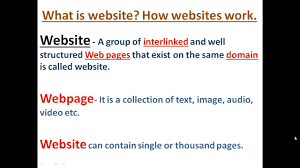 What is website? How websites work.
Website - A group of interlinked and well
structured Web pages that exist on the same domain
is called website.
Webpage- It is a collection of text, image, audio,
video etc.
Website can contain single or thousand pages.